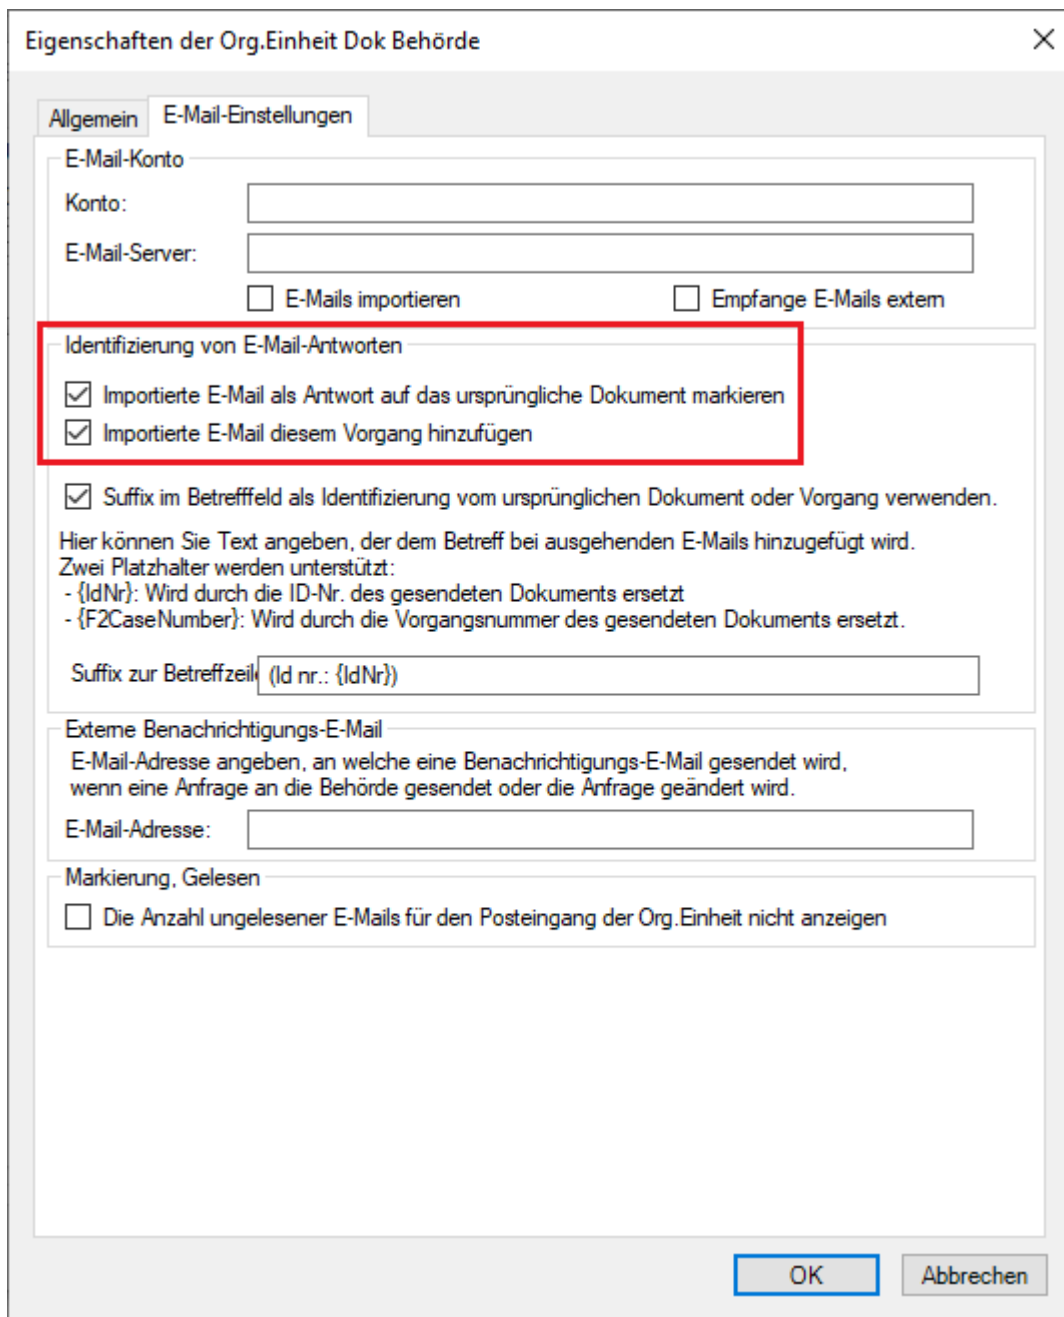 Eigenschaften der Org.Einheit Dok Behörde
Allgemein
E-Mail-Einstellungen
E-Mail-Konto
Konto:
E-Mail-Server:
E-Mails importieren
Empfange E-Mails extern
Identifizierung von E-Mail-Antworten
Importierte E-Mail als Antwort auf das ursprüngliche Dokument markieren
Importierte E-Mail diesem Vorgang hinzufügen
Suffix im Betrefffeld als Identifizierung vom ursprünglichen Dokument oder Vorgang verwenden.
Hier können Sie Text angeben, der dem Betreff bei ausgehenden E-Mails hinzugefügt wird.
Zwei Platzhalter werden unterstützt:
- {IdNr}: Wird durch die ID-Nr. des gesendeten Dokuments ersetzt
- {F2CaseNumber}: Wird durch die Vorgangsnummer des gesendeten Dokuments ersetzt.
Suffix zur Betreffzeile (Id nr.: {IdNr})
Externe Benachrichtigungs-E-Mail
E-Mail-Adresse angeben, an welche eine Benachrichtigungs-E-Mail gesendet wird,
wenn eine Anfrage an die Behörde gesendet oder die Anfrage geändert wird.
E-Mail-Adresse:
Markierung, Gelesen
Die Anzahl ungelesener E-Mails für den Posteingang der Org.Einheit nicht anzeigen
OK
Abbrechen